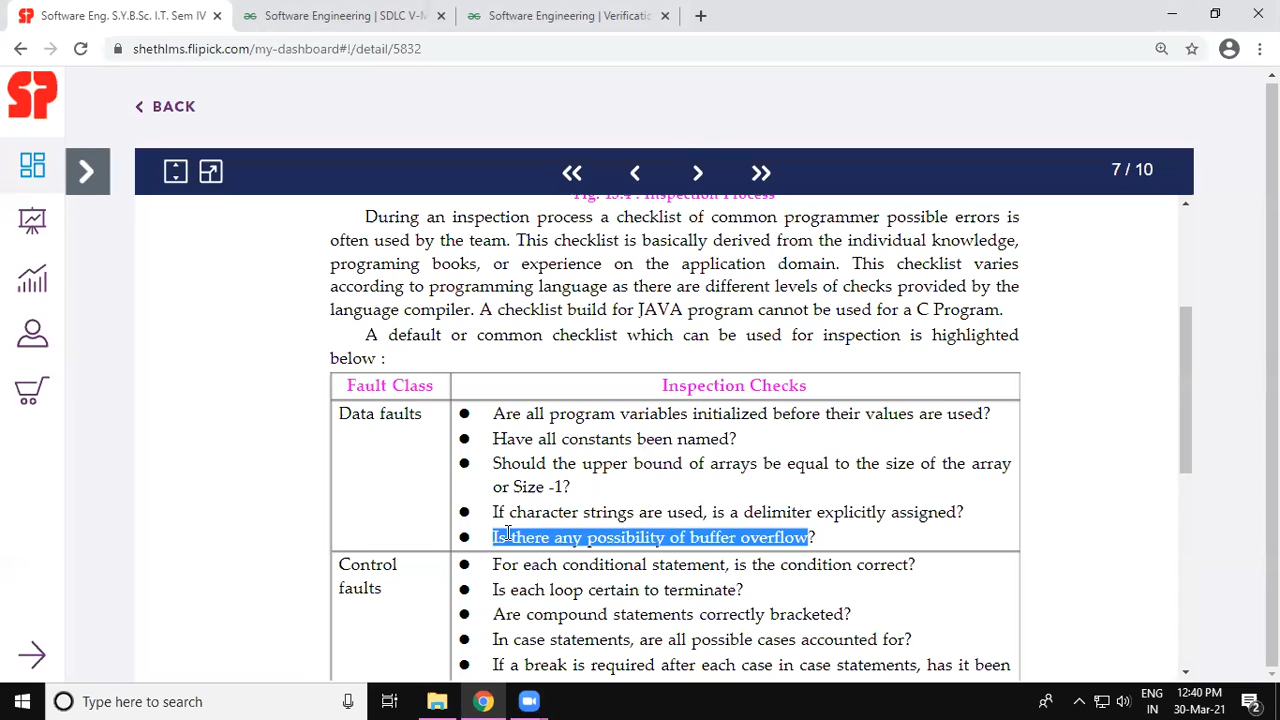 Software Eng. S.Y.B.Sc. I.T. Sem IV
Software Engineering | SDLC V-M
Software Engineering | Verificati
shethlms.flipick.com/my-dashboard#!/detail/5832
SP
BACK
7 / 10
Fig. 15.4 : Inspection Process
During an inspection process a checklist of common programmer possible errors is
often used by the team. This checklist is basically derived from the individual knowledge,
programing books, or experience on the application domain. This checklist varies
according to programming language as there are different levels of checks provided by the
language compiler. A checklist build for JAVA program cannot be used for a C Program.
A default or common checklist which can be used for inspection is highlighted
below :
Fault Class
Inspection Checks
Data faults
● Are all program variables initialized before their values are used?
● Have all constants been named?
● Should the upper bound of arrays be equal to the size of the array
or Size -1?
● If character strings are used, is a delimiter explicitly assigned?
● Is there any possibility of buffer overflow?
Control
faults
● For each conditional statement, is the condition correct?
● Is each loop certain to terminate?
● Are compound statements correctly bracketed?
● In case statements, are all possible cases accounted for?
● If a break is required after each case in case statements, has it been
Type here to search
ENG
IN
12:40 PM
30-Mar-21
2